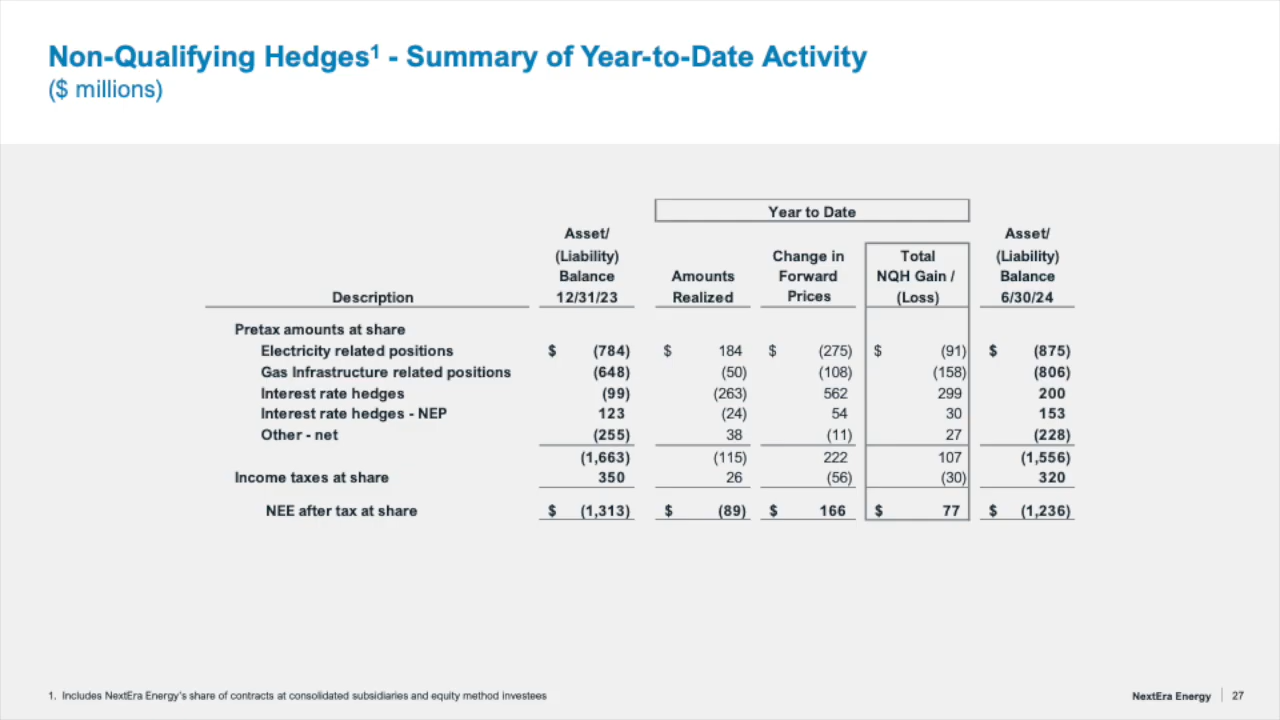 Non-Qualifying Hedges¹ - Summary of Year-to-Date Activity
($ millions)
Year to Date
Asset/ Asset/
(Liability) Change in Total (Liability)
Balance Amounts Forward NQH Gain / Balance
Description 12/31/23 Realized Prices (Loss) 6/30/24
Pretax amounts at share
Electricity related positions $ (784) $ 184 $ (275) $ (91) $ (875)
Gas Infrastructure related positions (648) (50) (108) (158) (806)
Interest rate hedges (99) (263) 562 299 200
Interest rate hedges - NEP 123 (24) 54 30 153
Other - net (255) 38 (11) 27 (228)
(1,663) (115) 222 107 (1,556)
Income taxes at share 350 26 (56) (30) 320
NEE after tax at share $ (1,313) $ (89) $ 166 $ 77 $ (1,236)
1. Includes NextEra Energy's share of contracts at consolidated subsidiaries and equity method investees
NextEra Energy 27